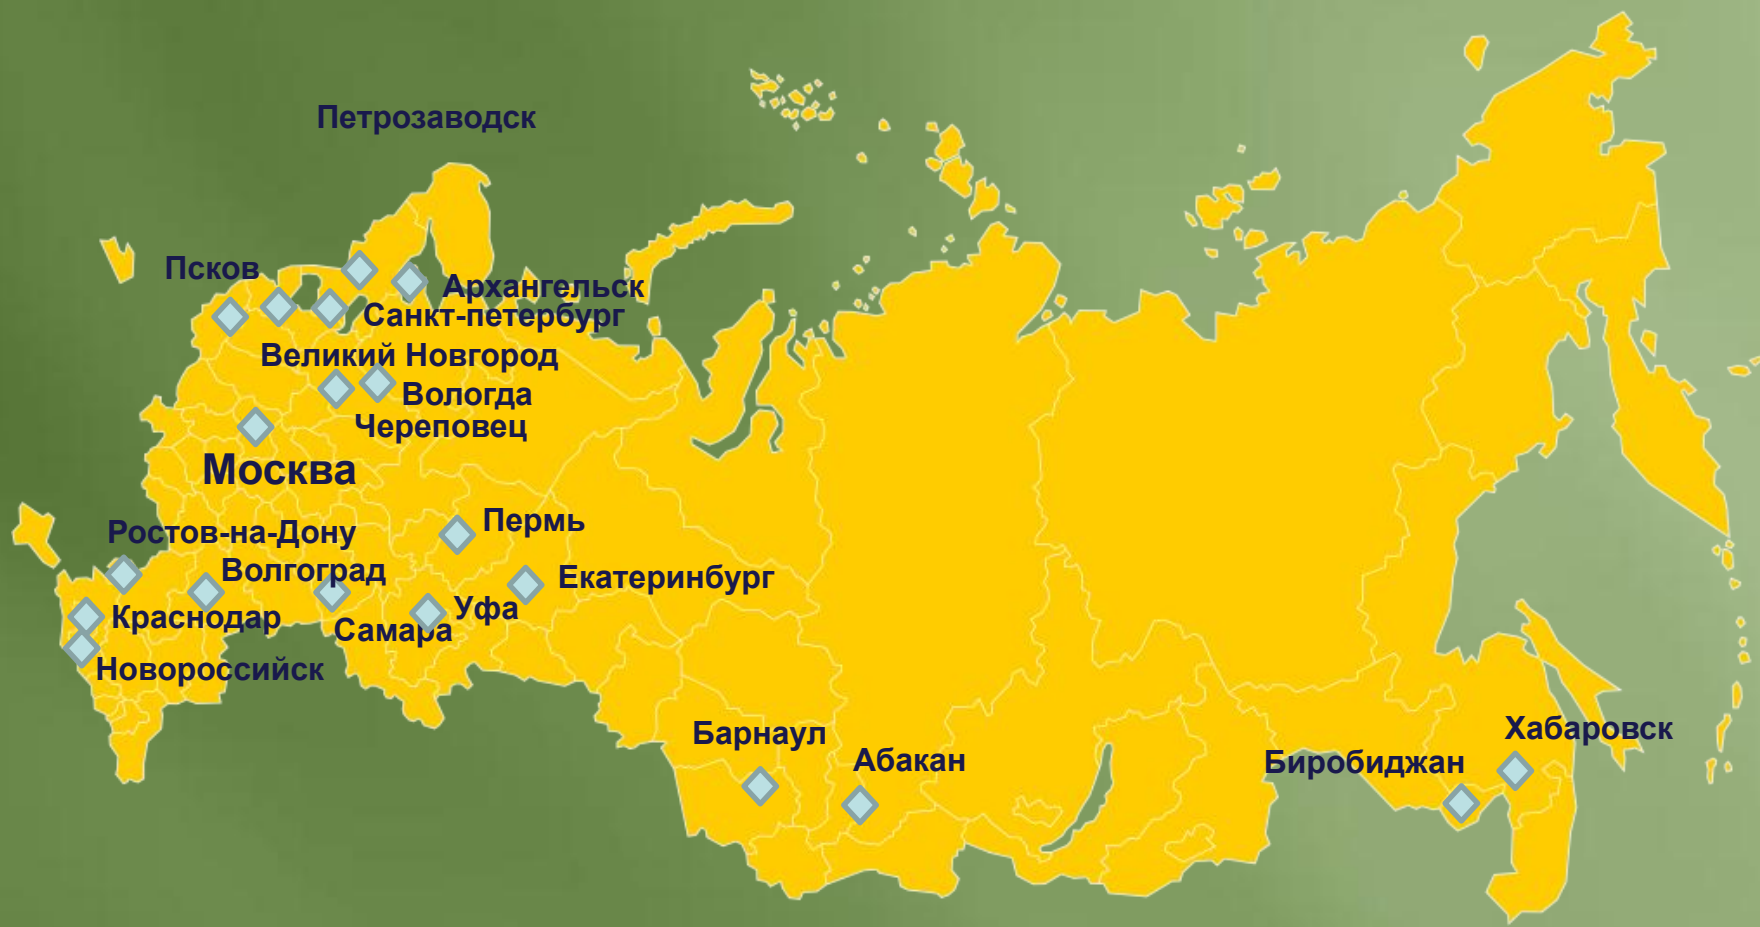 Петрозаводск
Псков
Архангельск
Санкт-петербург
Великий Новгород
Вологда
Череповец
Москва
Пермь
Ростов-на-Дону
Волгоград
Екатеринбург
Уфа
Краснодар
Самара
Новороссийск
Барнаул
Абакан
Хабаровск
Биробиджан